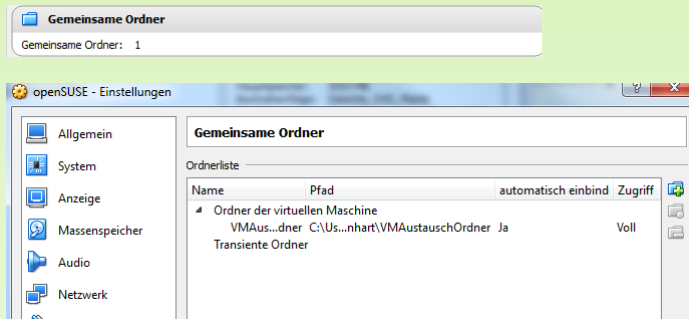 Gemeinsame Ordner
Gemeinsame Ordner: 1
openSUSE - Einstellungen
Allgemein
System
Anzeige
Massenspeicher
Audio
Netzwerk
Gemeinsame Ordner
Ordnerliste
Name Pfad automatisch einbind Zugriff
Ordner der virtuellen Maschine
VMAus...dner C:\Us...nhart\VMAustauschOrdner Ja Voll
Transiente Ordner